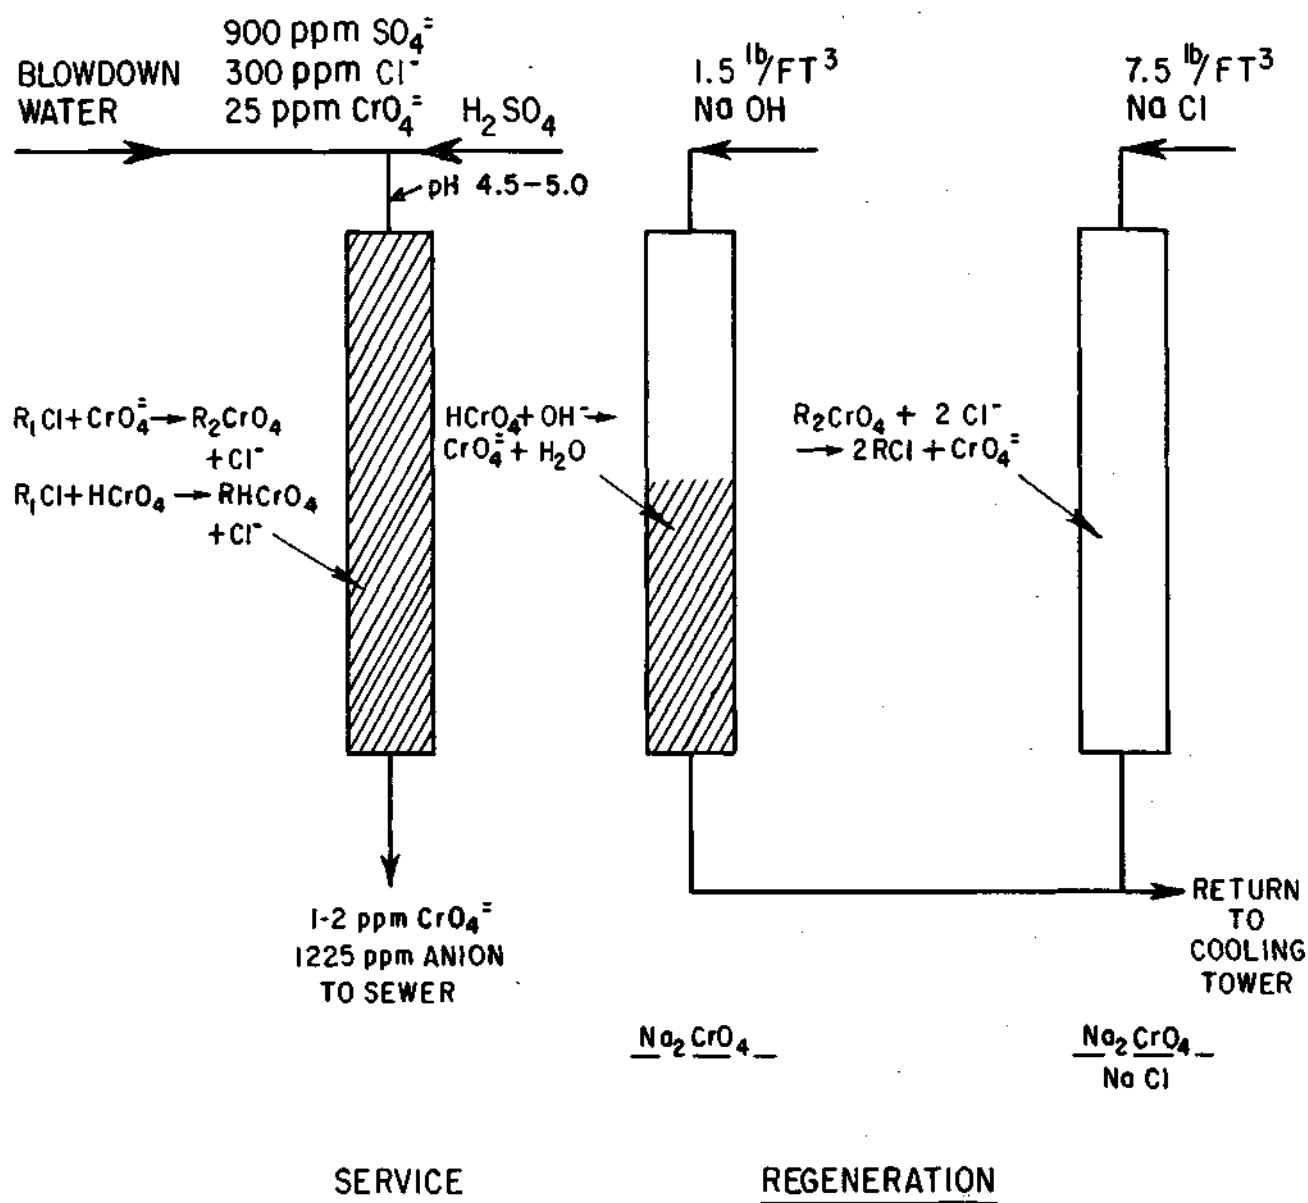 BLOWDOWN
WATER
900 ppm SO₄⁼
300 ppm Cl⁻
25 ppm CrO₄⁼
H₂SO₄
pH 4.5–5.0
1.5 lb/FT³
NaOH
7.5 lb/FT³
NaCl
R₁Cl+CrO₄⁼→R₂CrO₄
+Cl⁻
R₁Cl+HCrO₄→RHCrO₄
+Cl⁻
HCrO₄+OH⁻→
CrO₄⁼+H₂O
R₂CrO₄+ 2 Cl⁻
→2RCl+CrO₄⁼
1-2 ppm CrO₄⁼
1225 ppm ANION
TO SEWER
RETURN
TO
COOLING
TOWER
Na₂CrO₄
Na₂CrO₄
NaCl
SERVICE
REGENERATION